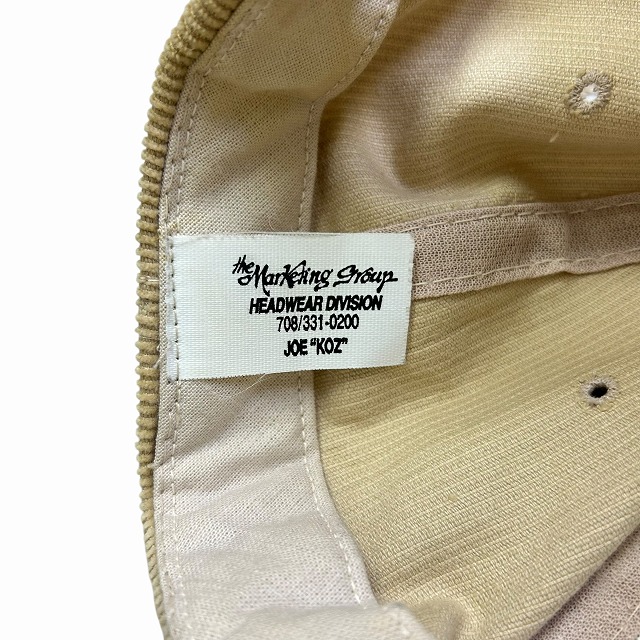 the Marketing Group
HEADWEAR DIVISION
708/331-0200
JOE "KOZ"